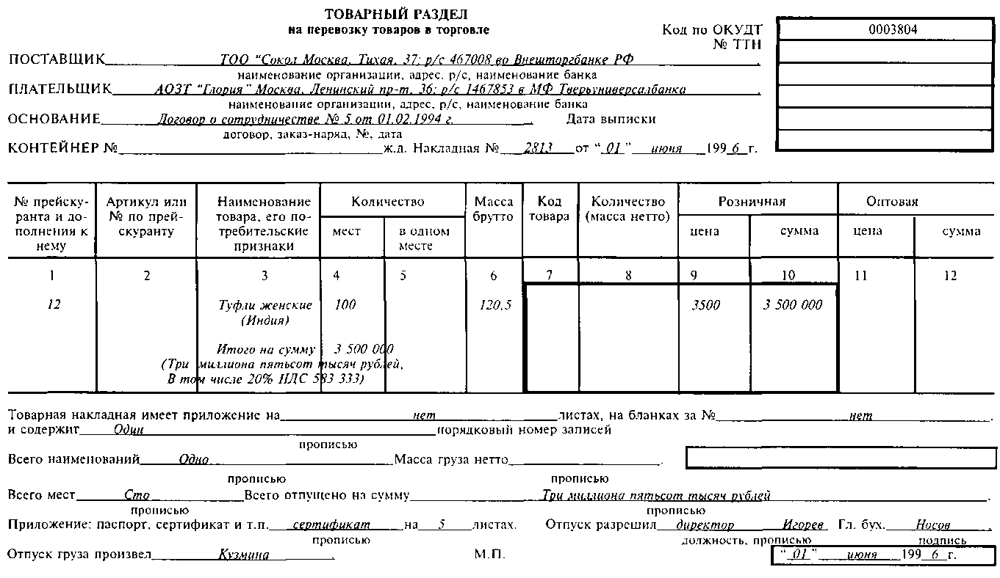 ТОВАРНЫЙ РАЗДЕЛ
на перевозку товаров в торговле
Код по ОКУДТ 0003804
№ ТТН
ПОСТАВЩИК ТОО "Сокол Москва, Тихая, 37; р/с 467008 во Внешторгбанке РФ
наименование организации, адрес, р/с, наименование банка
ПЛАТЕЛЬЩИК АОЗТ "Глория" Москва, Ленинский пр-т, 36; р/с 1467853 в МФ Тверьуниверсалбанка
наименование организации, адрес, р/с, наименование банка
ОСНОВАНИЕ Договор о сотрудничестве № 5 от 01.02.1994 г. Дата выписки
договор, заказ-наряд, №, дата
КОНТЕЙНЕР № ж.д. Накладная № 2813 от "01" июня 1996 г.
№ прейску- Артикул или Наименование Количество Масса Код Количество Розничная Оптовая
ранта и до- № по прей- товара, его по- брутто товара (масса нетто)
полнения к скуранту требительские мест в одном цена сумма цена сумма
нему признаки месте
1 2 3 4 5 6 7 8 9 10 11 12
12 Туфли женские 100 120,5 3500 3 500 000
(Индия)
Итого на сумму 3 500 000
(Три миллиона пятьсот тысяч рублей,
В том числе 20% НДС 583 333)
Товарная накладная имеет приложение на нет листах, на бланках за № нет.
и содержит Один порядковый номер записей
прописью
Всего наименований Одно Масса груза нетто .
прописью прописью
Всего мест Сто Всего отпущено на сумму Три миллиона пятьсот тысяч рублей .
прописью прописью
Приложение: паспорт, сертификат и т.п. сертификат на 5 листах. Отпуск разрешил директор Игорев Гл. бух. Носов .
прописью должность, прописью подпись
Отпуск груза произвел Кузмина . М.П. "01" июня 1996 г.